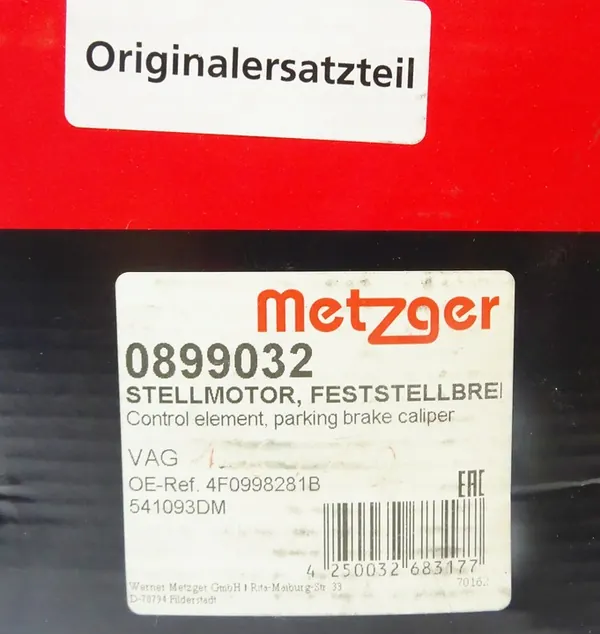 Originalersatzteil
metzger
0899032
STELLMOTOR, FESTSTELLBREI
Control element, parking brake caliper
VAG
OE-Ref. 4F0998281B
EAC
541093DM
4 250032 683177
Werner Metzger GmbH I Rita-Maiburg-Str. 33
D-70794 Filderstadt